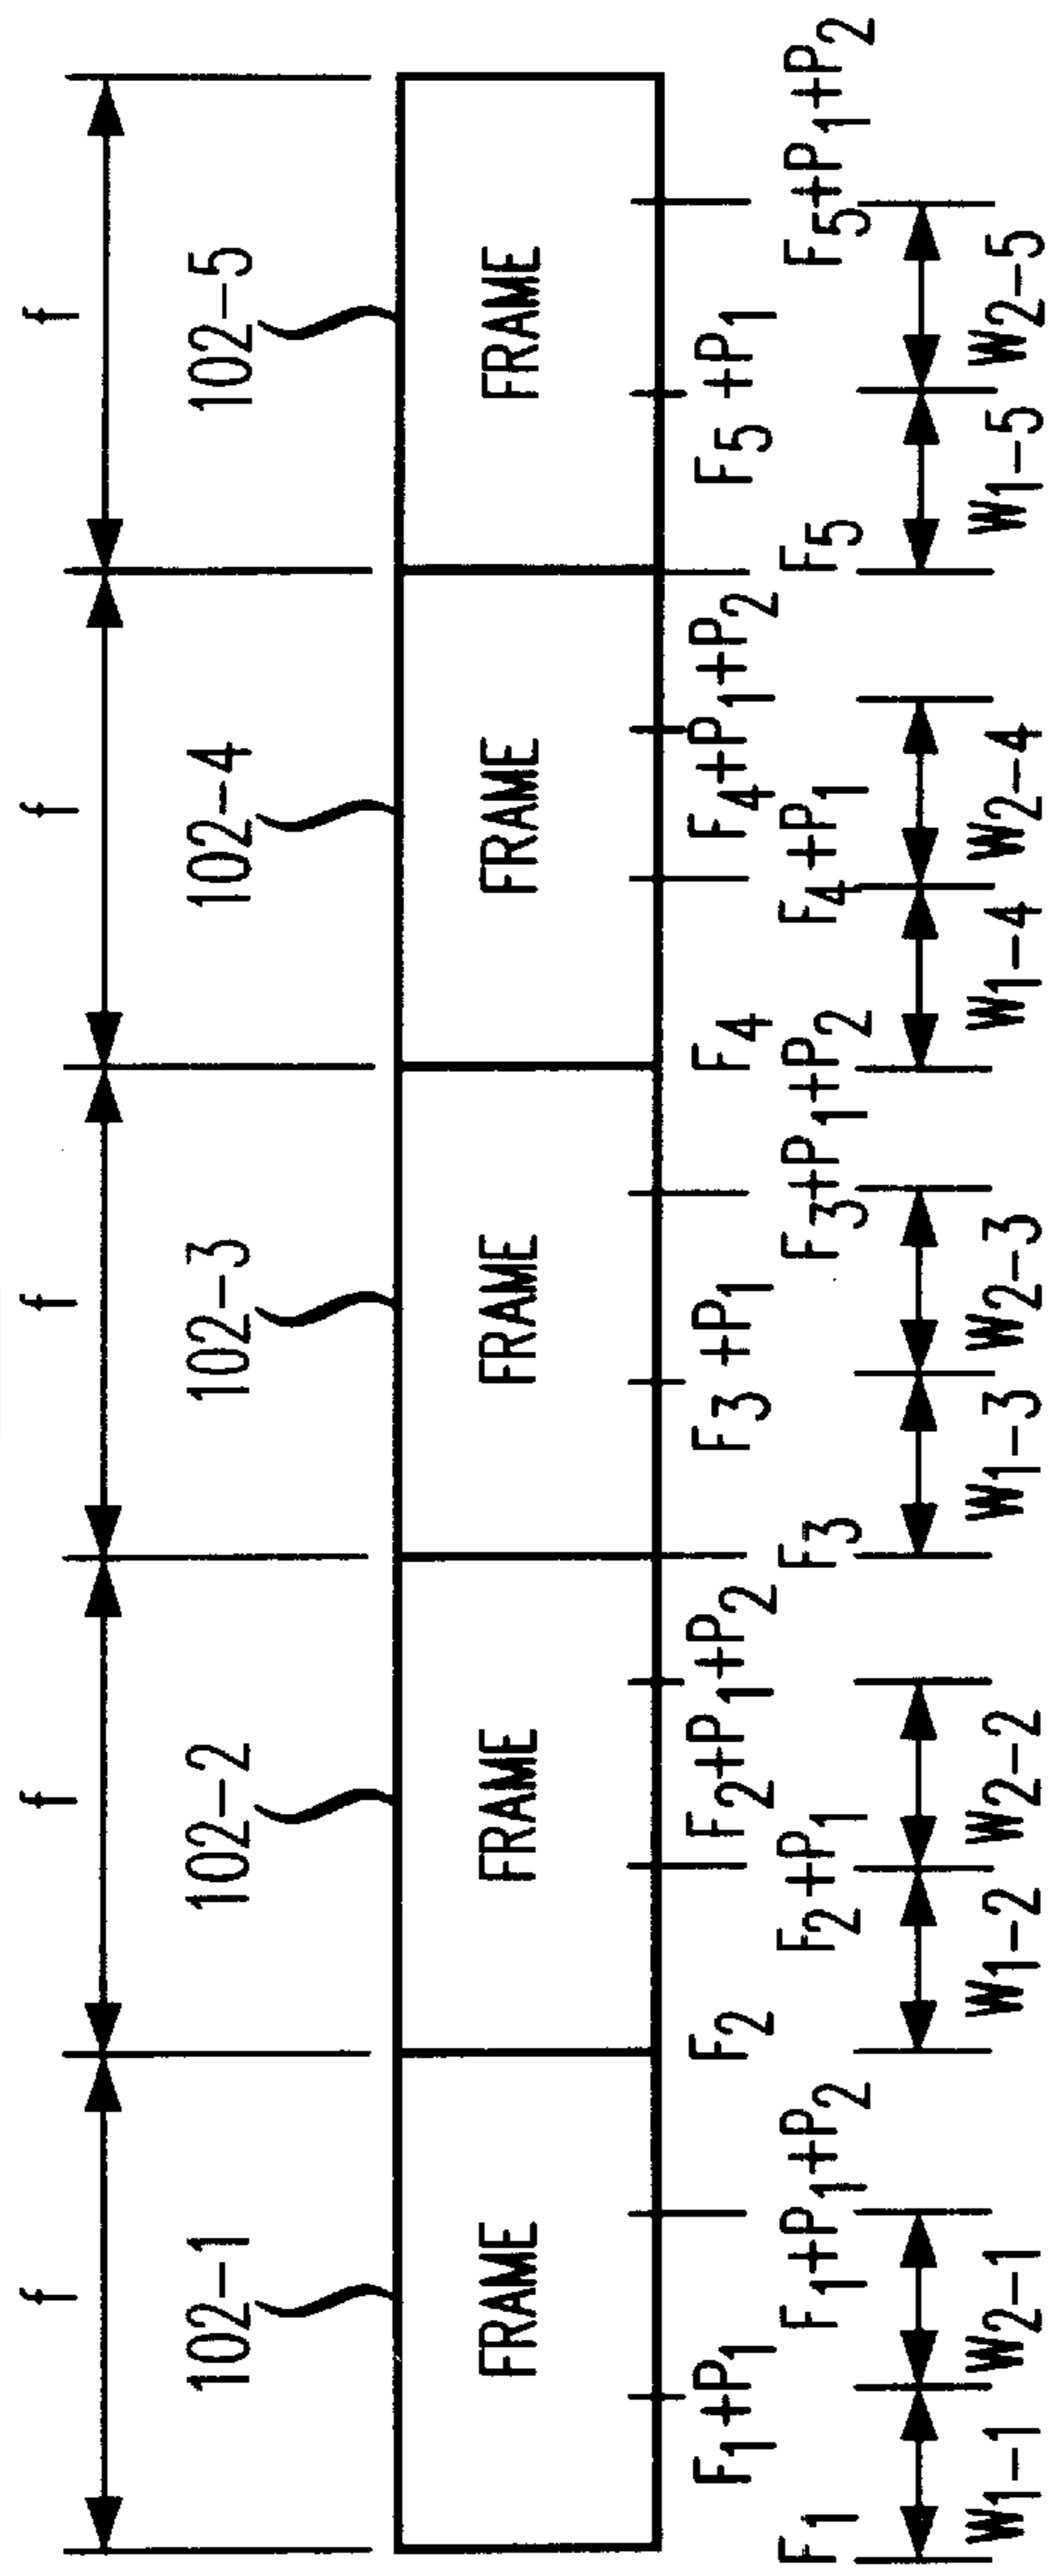 f f f f f
102-1 102-2 102-3 102-4 102-5
FRAME FRAME FRAME FRAME FRAME
F1+P1 F2 F2+P1+P2 F3 +P1 F4 F4+P1+P2 F5 +P1
F1 F1+P1+P2 F2+P1 F3 F3+P1+P2 F4+P1 F5 F5+P1+P2
W1-1 W2-1 W1-2 W2-2 W1-3 W2-3 W1-4 W2-4 W1-5 W2-5